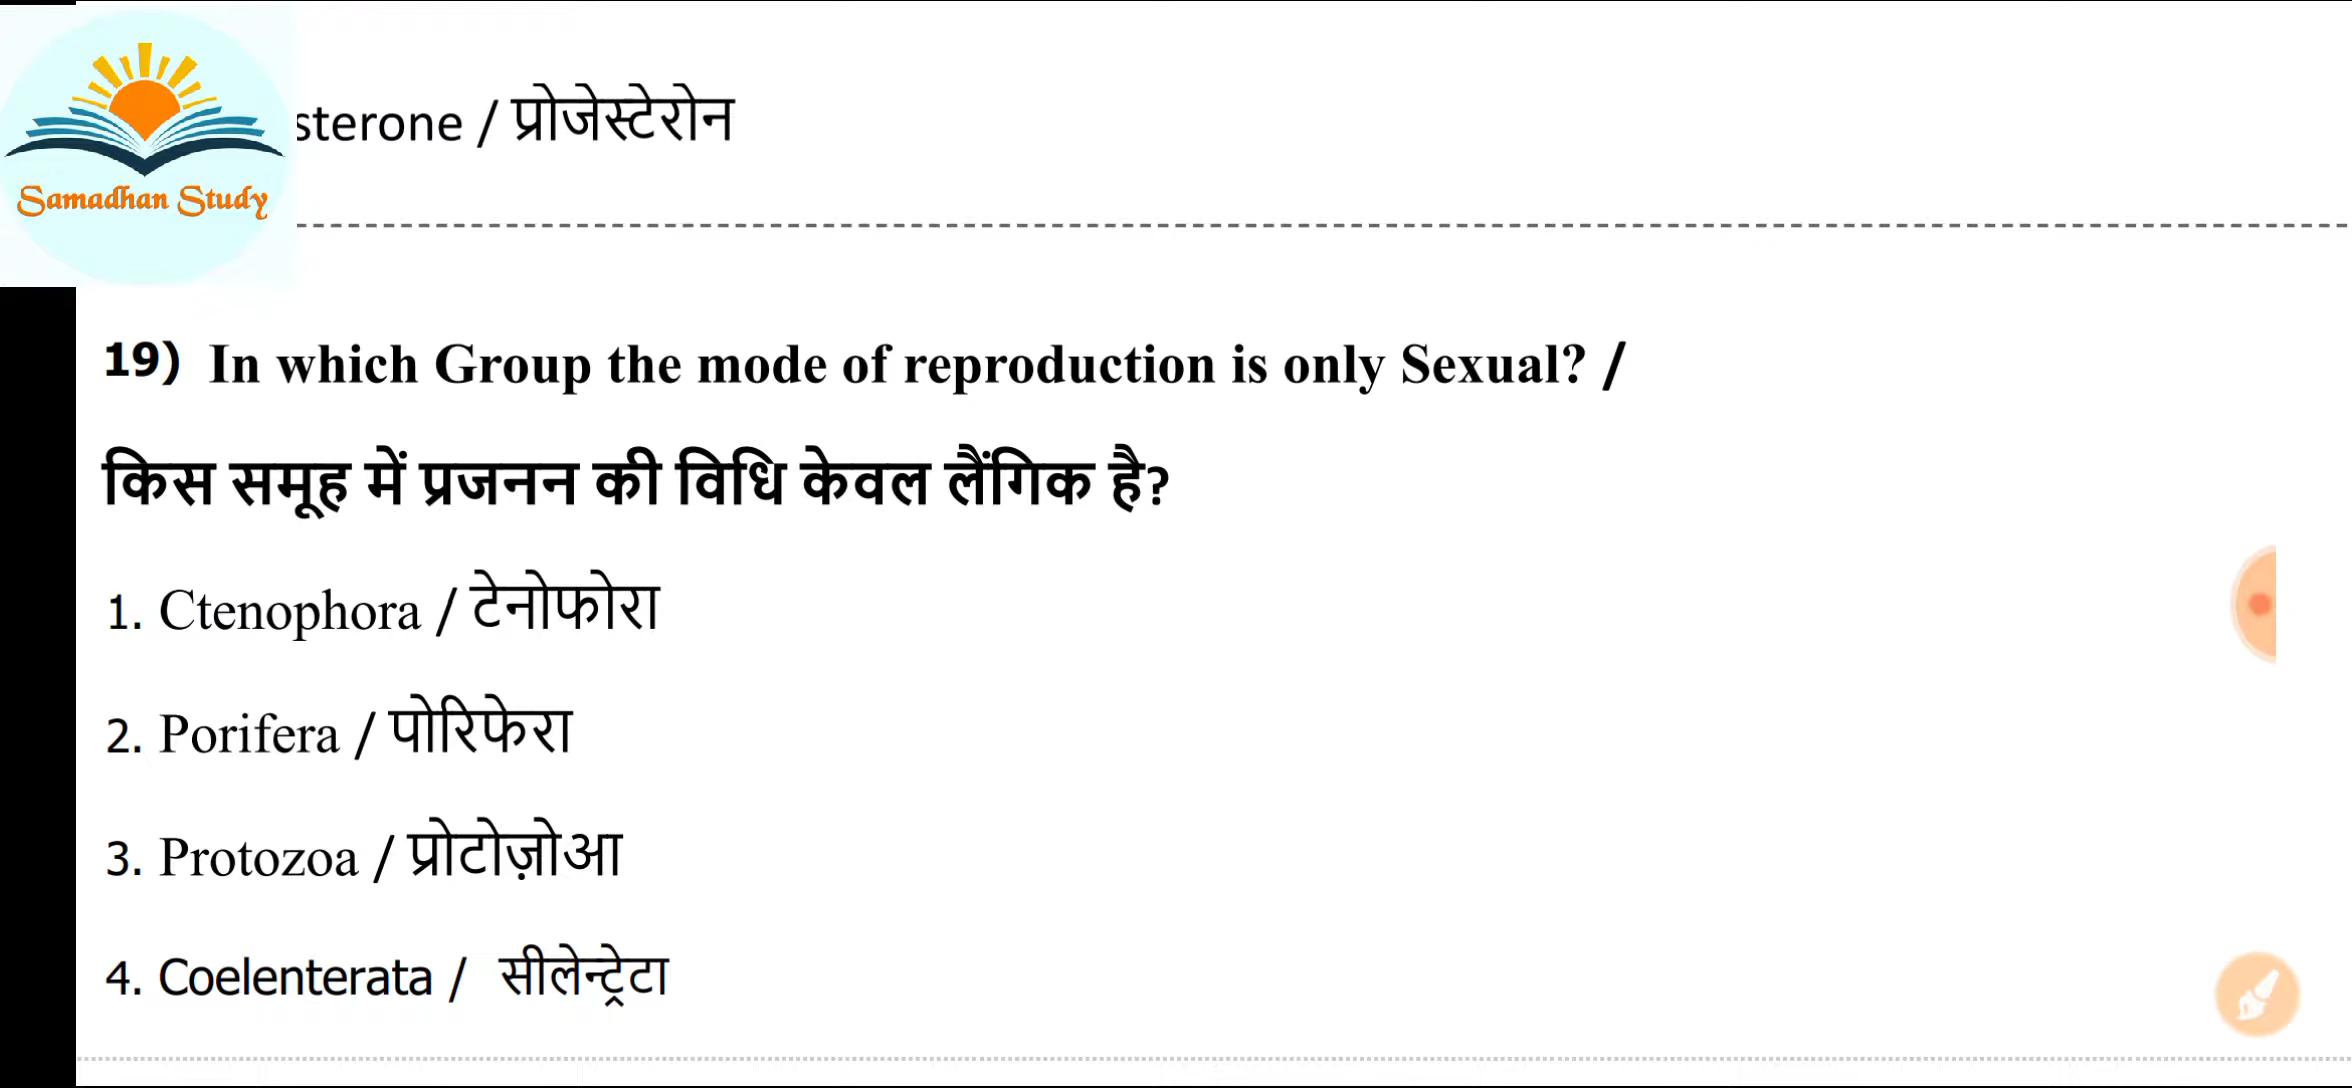 sterone / प्रोजेस्टेरोन
Samadhan Study
19) In which Group the mode of reproduction is only Sexual? /
किस समूह में प्रजनन की विधि केवल लैंगिक है?
1. Ctenophora / टेनोफोरा
2. Porifera / पोरिफेरा
3. Protozoa / प्रोटोज़ोआ
4. Coelenterata / सीलेन्ट्रेटा